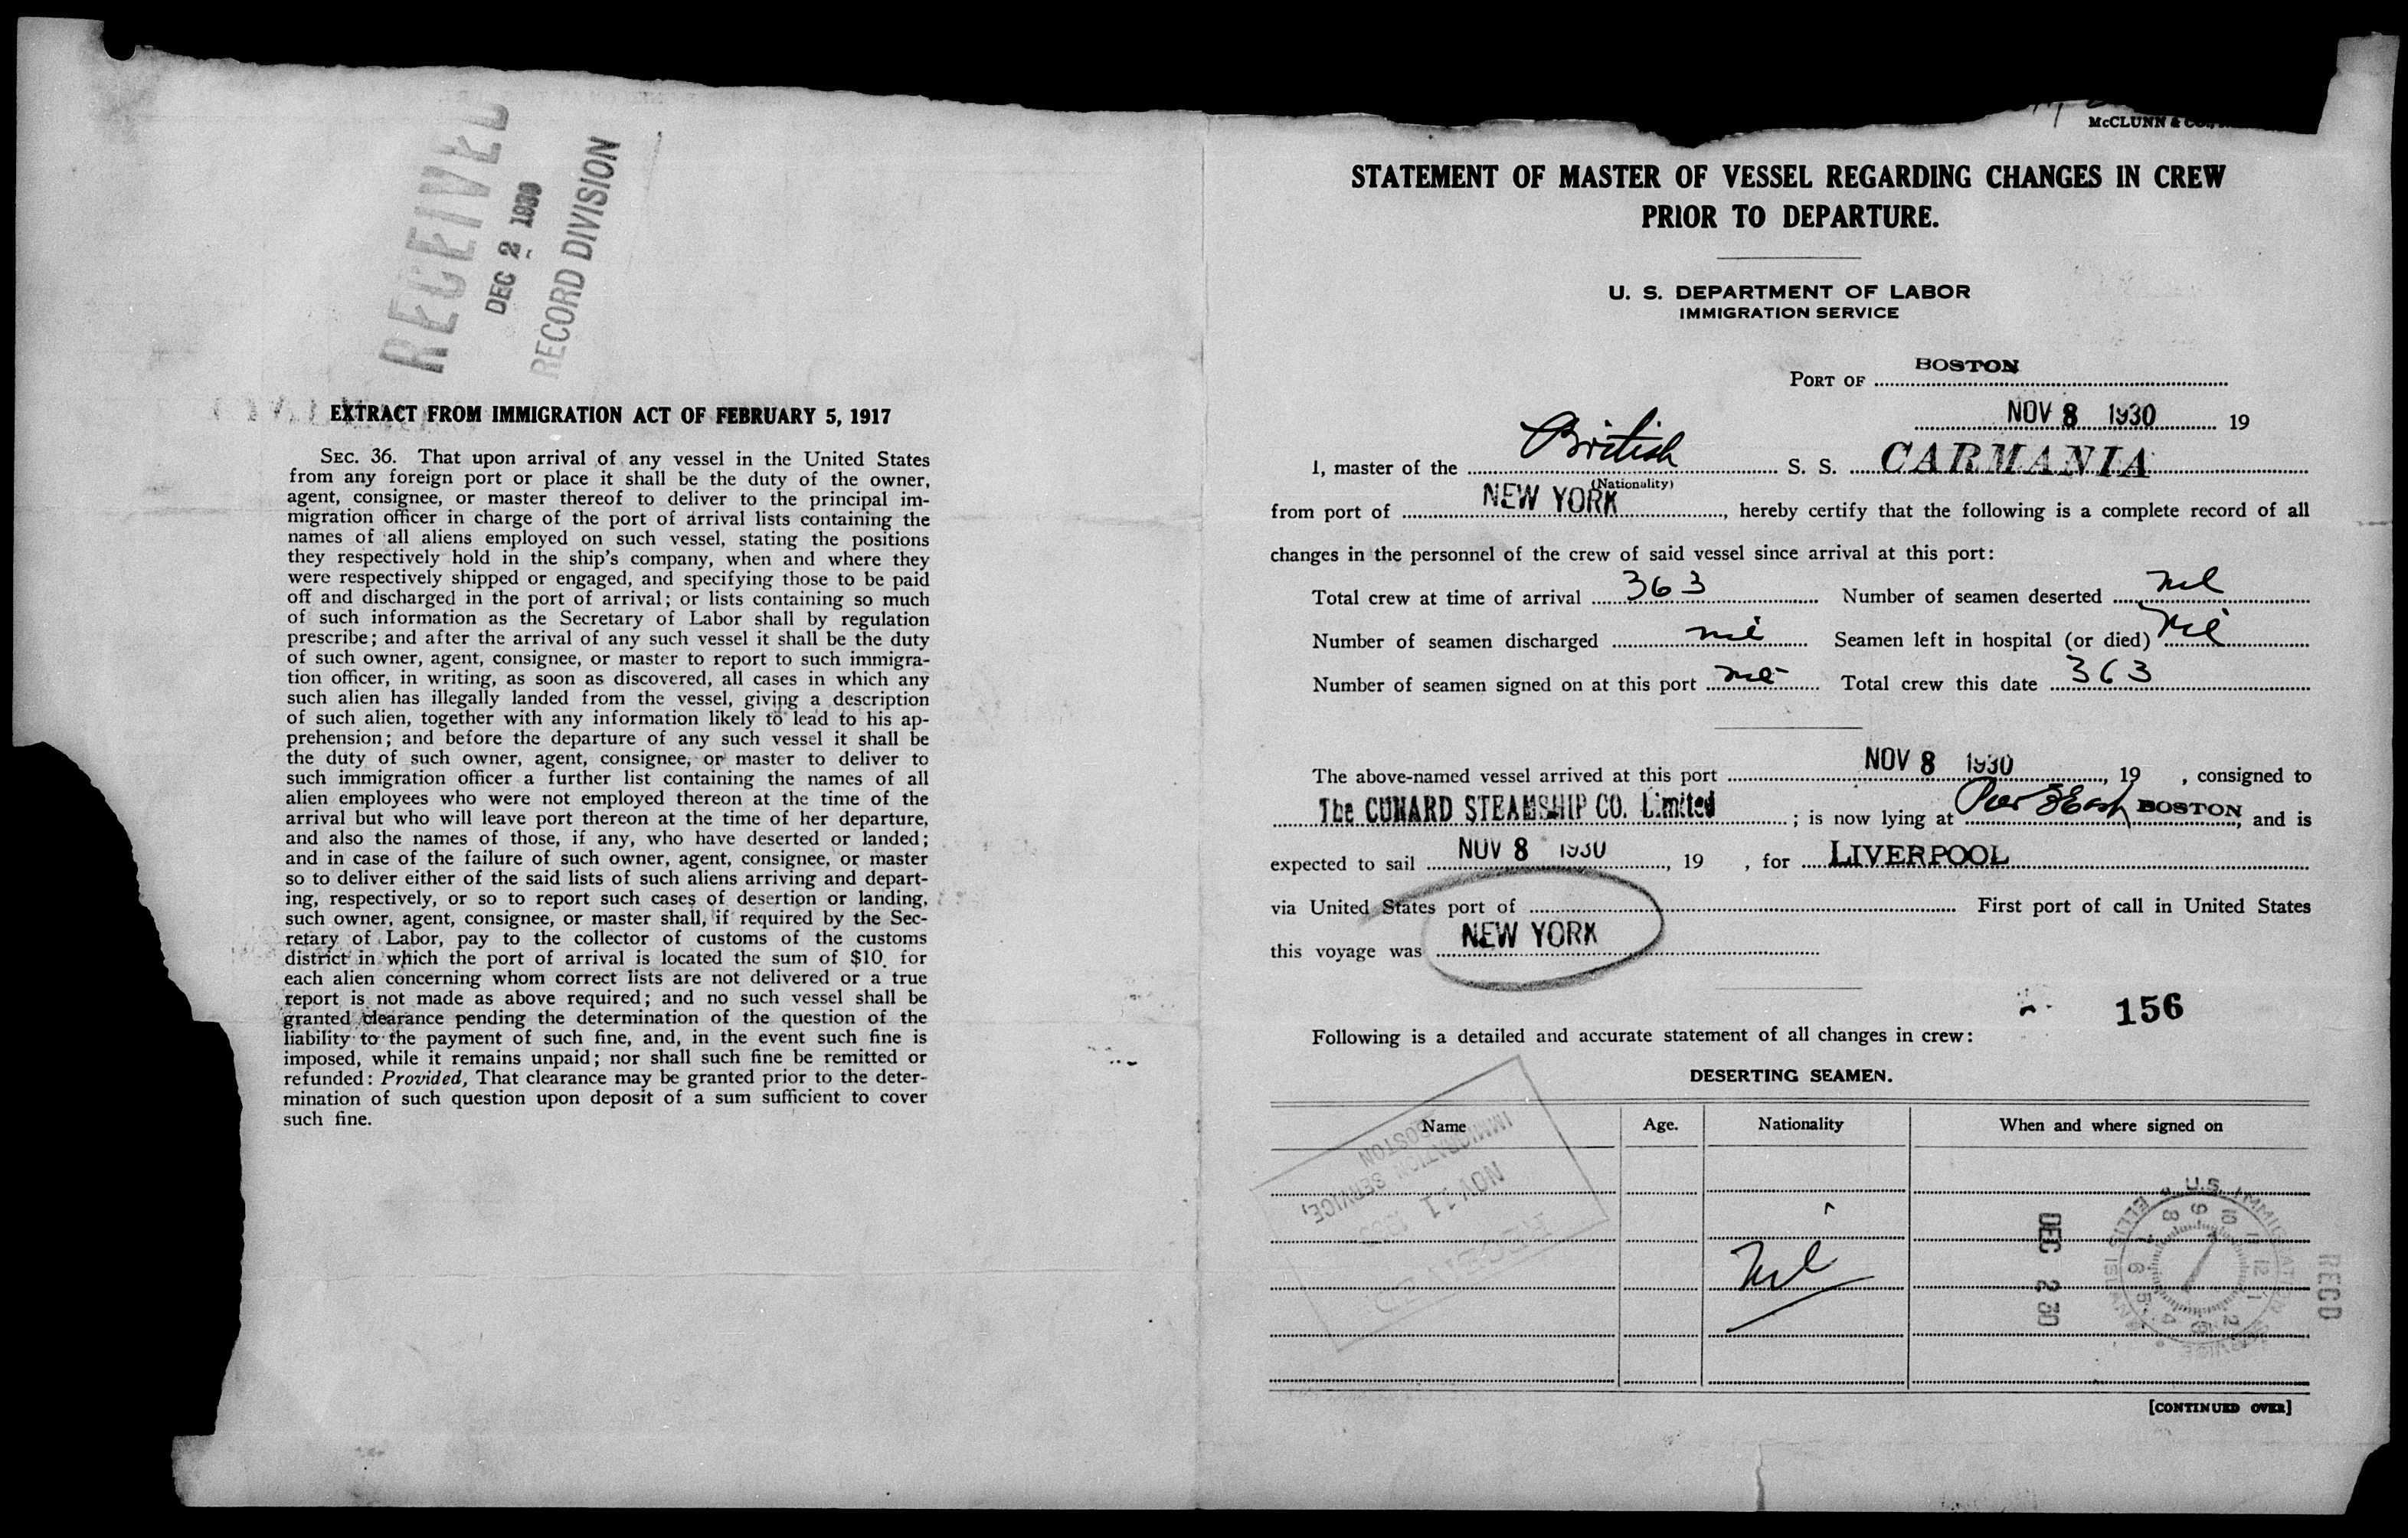 RECEIVED
DEC 2 - 1930
RECORD DIVISION
EXTRACT FROM IMMIGRATION ACT OF FEBRUARY 5, 1917
SEC. 36. That upon arrival of any vessel in the United States
from any foreign port or place it shall be the duty of the owner,
agent, consignee, or master thereof to deliver to the principal im-
migration officer in charge of the port of arrival lists containing the
names of all aliens employed on such vessel, stating the positions
they respectively hold in the ship's company, when and where they
were respectively shipped or engaged, and specifying those to be paid
off and discharged in the port of arrival; or lists containing so much
of such information as the Secretary of Labor shall by regulation
prescribe; and after the arrival of any such vessel it shall be the duty
of such owner, agent, consignee, or master to report to such immigra-
tion officer, in writing, as soon as discovered, all cases in which any
such alien has illegally landed from the vessel, giving a description
of such alien, together with any information likely to lead to his ap-
prehension; and before the departure of any such vessel it shall be
the duty of such owner, agent, consignee, or master to deliver to
such immigration officer a further list containing the names of all
alien employees who were not employed thereon at the time of the
arrival but who will leave port thereon at the time of her departure,
and also the names of those, if any, who have deserted or landed;
and in case of the failure of such owner, agent, consignee, or master
so to deliver either of the said lists of such aliens arriving and depart-
ing, respectively, or so to report such cases of desertion or landing,
such owner, agent, consignee, or master shall, if required by the Sec-
retary of Labor, pay to the collector of customs of the customs
district in which the port of arrival is located the sum of $10 for
each alien concerning whom correct lists are not delivered or a true
report is not made as above required; and no such vessel shall be
granted clearance pending the determination of the question of the
liability to the payment of such fine, and, in the event such fine is
imposed, while it remains unpaid; nor shall such fine be remitted or
refunded: Provided, That clearance may be granted prior to the deter-
mination of such question upon deposit of a sum sufficient to cover
such fine.
McCLUNN & CO.
STATEMENT OF MASTER OF VESSEL REGARDING CHANGES IN CREW
PRIOR TO DEPARTURE.
U. S. DEPARTMENT OF LABOR
IMMIGRATION SERVICE
PORT OF BOSTON
NOV 8 1930 19
I, master of the British S. S. CARMANIA
(Nationality)
from port of NEW YORK, hereby certify that the following is a complete record of all
changes in the personnel of the crew of said vessel since arrival at this port:
Total crew at time of arrival 363 Number of seamen deserted nil
Number of seamen discharged nil Seamen left in hospital (or died) Nil
Number of seamen signed on at this port nil Total crew this date 363
The above-named vessel arrived at this port NOV 8 1930, 19 , consigned to
The CUNARD STEAMSHIP CO. Limited; is now lying at Pier 3 East BOSTON, and is
expected to sail NOV 8 1930, 19 , for LIVERPOOL
via United States port of First port of call in United States
this voyage was NEW YORK
156
Following is a detailed and accurate statement of all changes in crew:
DESERTING SEAMEN.
Name Age. Nationality When and where signed on
RECEIVED
NOV 11 1930
IMMIGRATION SERVICE,
BOSTON
Nil
DEC 2 30
U.S. IMMIGRATION SERVICE ELLIS ISLAND
REC'D
[CONTINUED OVER]